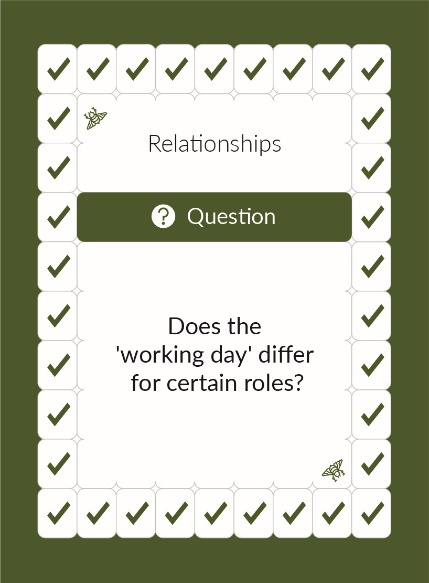 Relationships
? Question
Does the
'working day' differ
for certain roles?